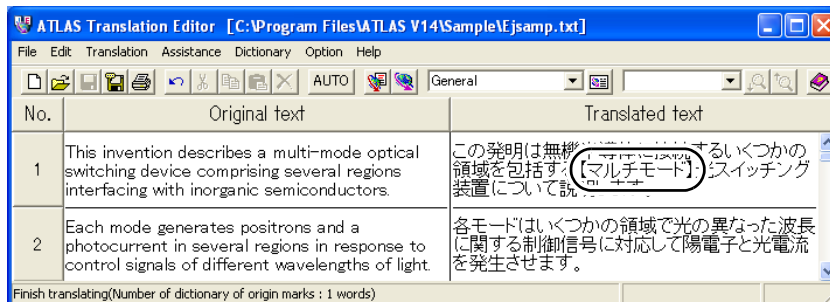 ATLAS Translation Editor [C:\Program Files\ATLAS V14\Sample\Ejsamp.txt]
File Edit Translation Assistance Dictionary Option Help
AUTO General
No. Original text Translated text
1
This invention describes a multi-mode optical
switching device comprising several regions
interfacing with inorganic semiconductors.
この発明は無機 するいくつかの
領域を包括す 【マルチモード】 スイッチング
装置について
2
Each mode generates positrons and a
photocurrent in several regions in response to
control signals of different wavelengths of light.
各モードはいくつかの領域で光の異なった波長
に関する制御信号に対応して陽電子と光電流
を発生させます。
Finish translating(Number of dictionary of origin marks : 1 words)